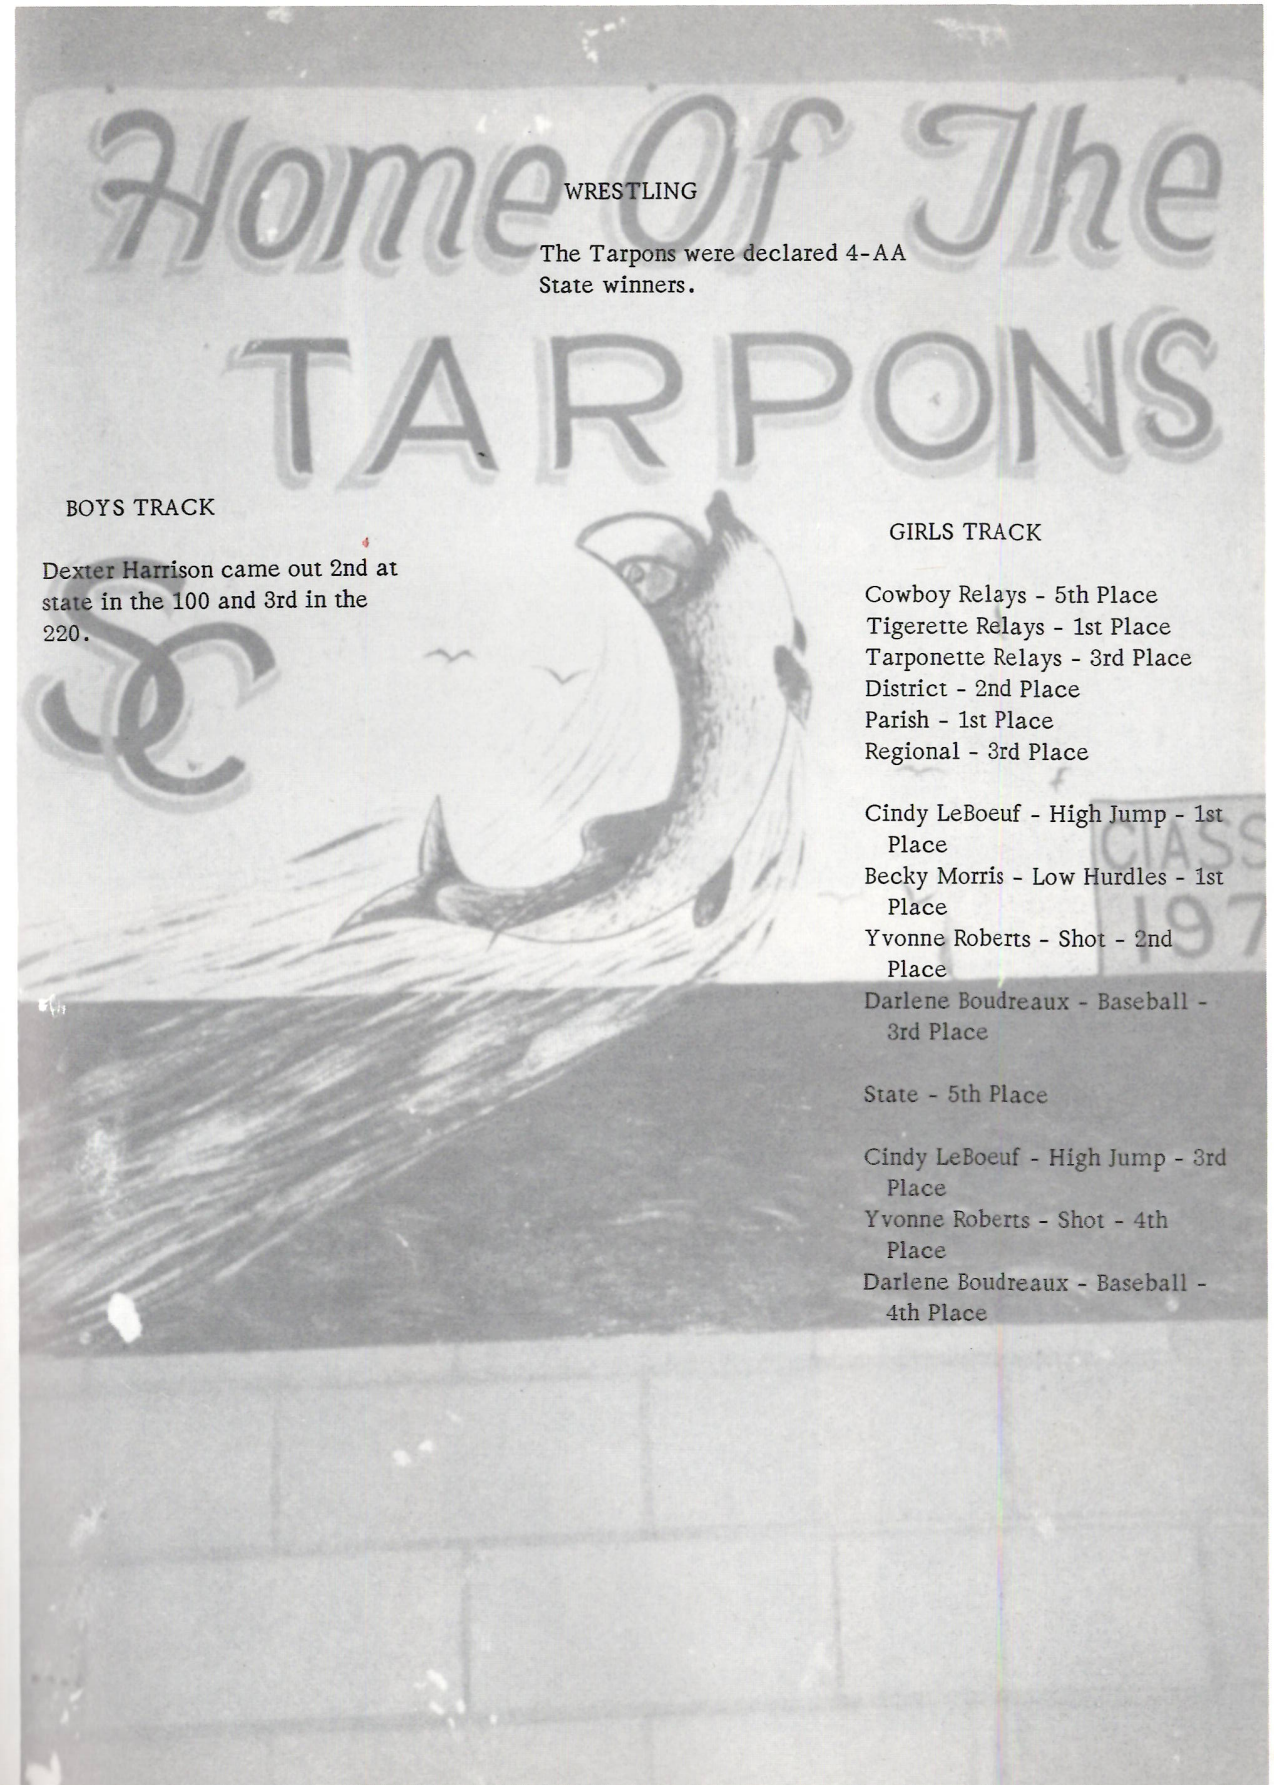 Home Of The
WRESTLING
The Tarpons were declared 4-AA
State winners.
TARPONS
BOYS TRACK
Dexter Harrison came out 2nd at
state in the 100 and 3rd in the
220.
SC
GIRLS TRACK
Cowboy Relays - 5th Place
Tigerette Relays - 1st Place
Tarponette Relays - 3rd Place
District - 2nd Place
Parish - 1st Place
Regional - 3rd Place
Cindy LeBoeuf - High Jump - 1st
Place
Becky Morris - Low Hurdles - 1st
Place
Yvonne Roberts - Shot - 2nd
Place
Darlene Boudreaux - Baseball -
3rd Place
State - 5th Place
Cindy LeBoeuf - High Jump - 3rd
Place
Yvonne Roberts - Shot - 4th
Place
Darlene Boudreaux - Baseball -
4th Place
CLASS
197